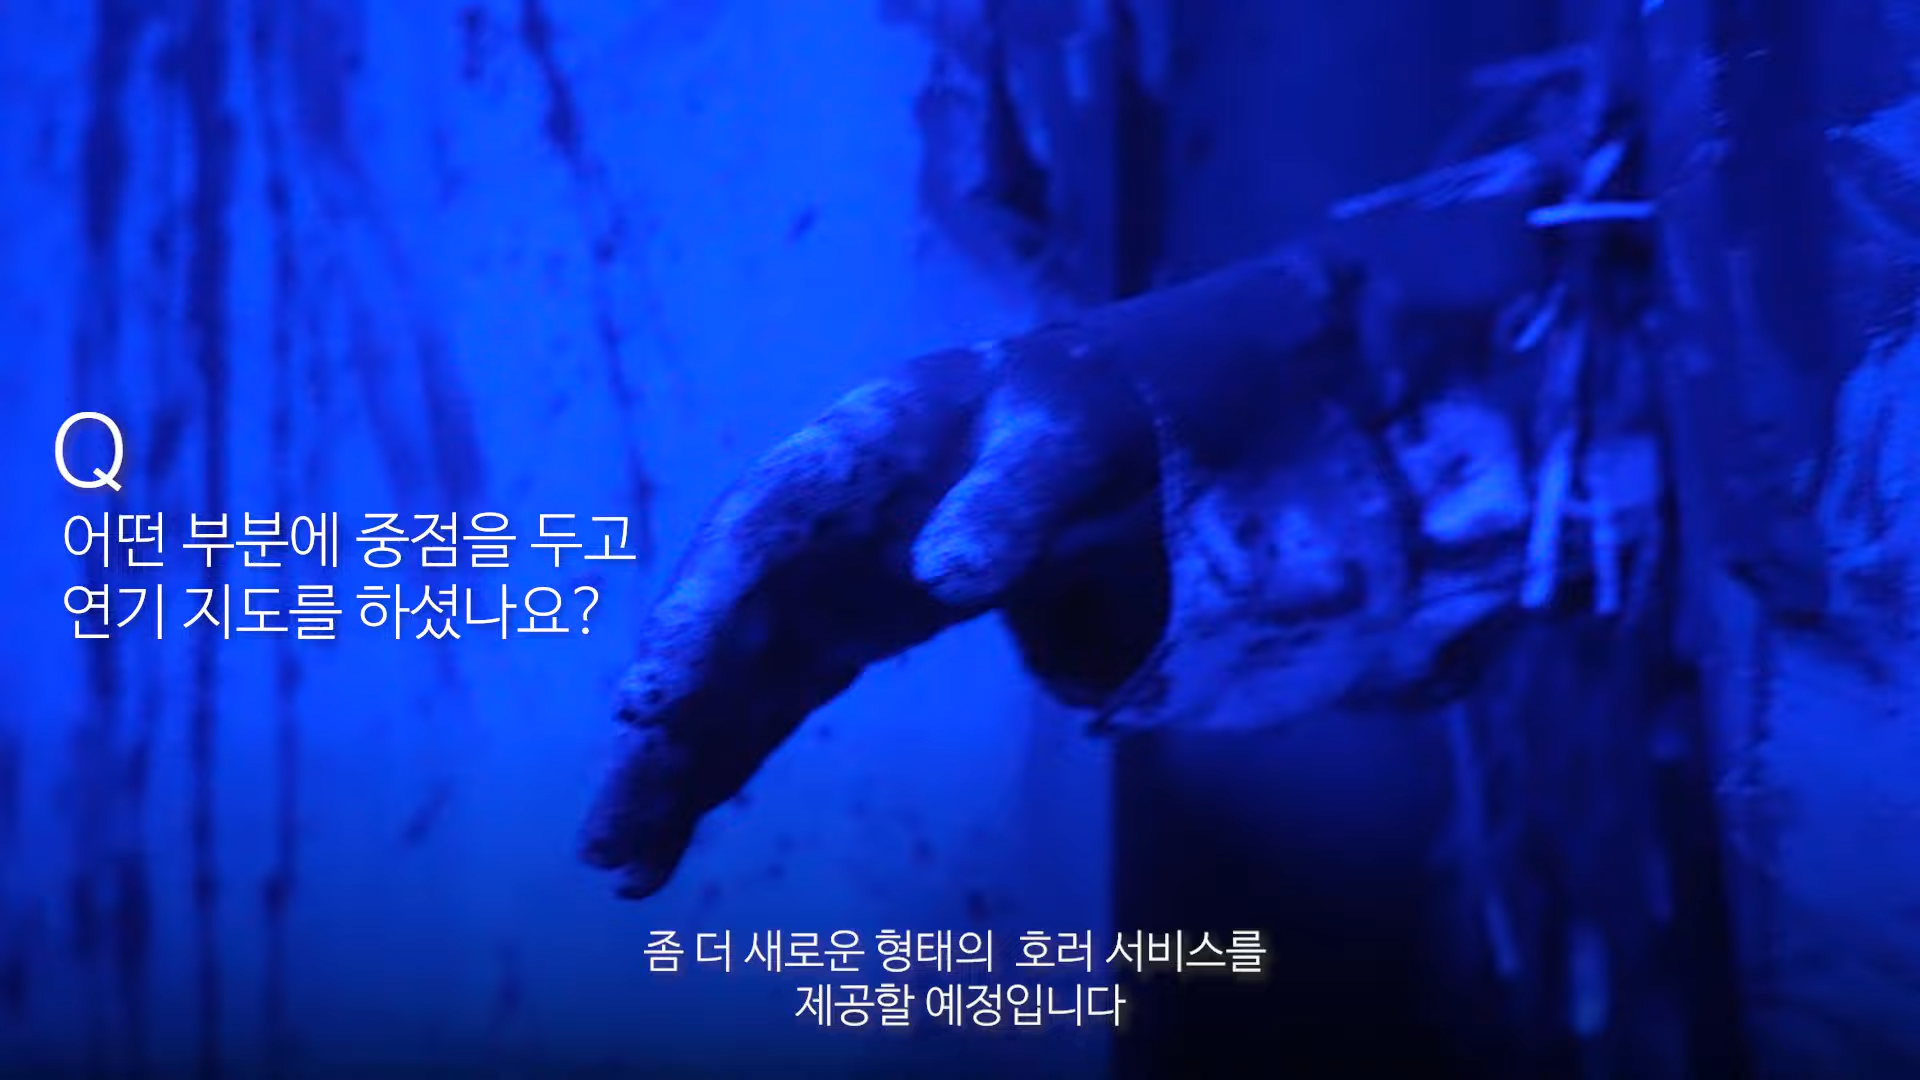 Q
어떤 부분에 중점을 두고
연기 지도를 하셨나요?
좀 더 새로운 형태의 호러 서비스를
제공할 예정입니다